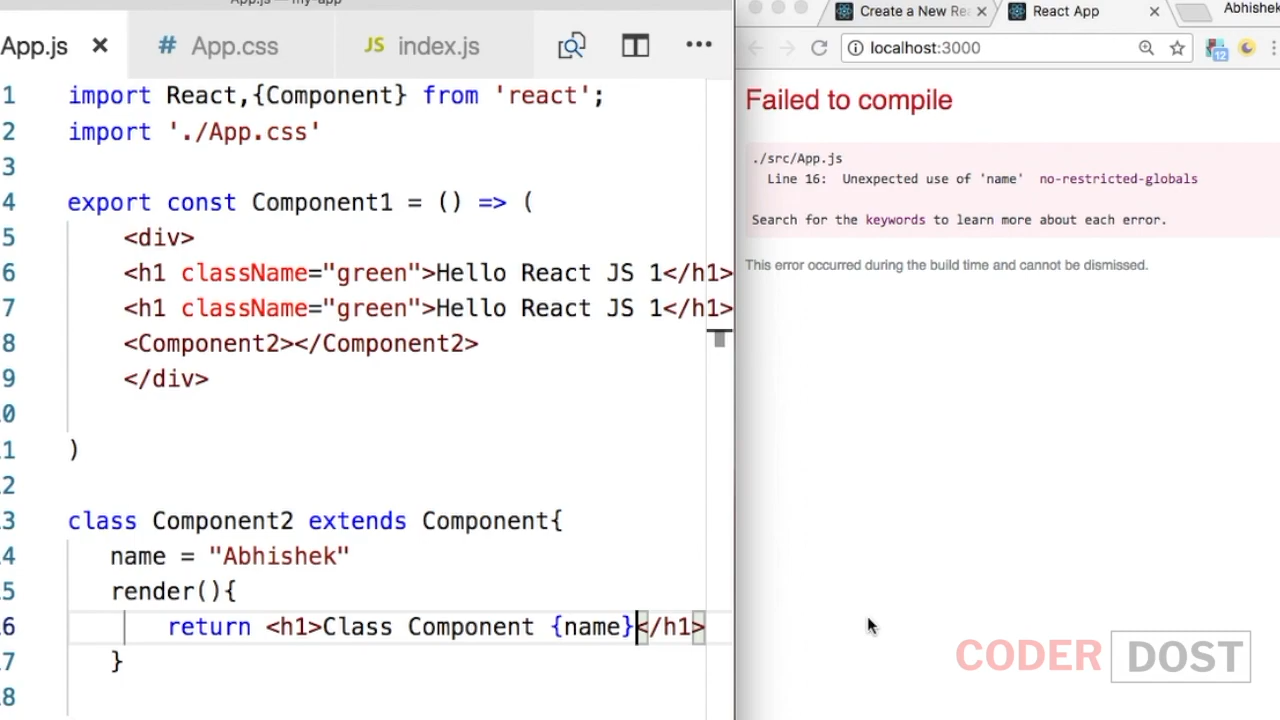 App.js — my-app
App.js × # App.css JS index.js •••
1 import React,{Component} from 'react';
2 import './App.css'
3
4 export const Component1 = () => (
5 <div>
6 <h1 className="green">Hello React JS 1</h1>
7 <h1 className="green">Hello React JS 1</h1>
8 <Component2></Component2>
9 </div>
0
1 )
2
3 class Component2 extends Component{
4 name = "Abhishek"
5 render(){
6 return <h1>Class Component {name}</h1>
7 }
8
Create a New Rea × React App × Abhishek
localhost:3000 12
Failed to compile
./src/App.js
Line 16: Unexpected use of 'name' no-restricted-globals
Search for the keywords to learn more about each error.
This error occurred during the build time and cannot be dismissed.
CODER DOST